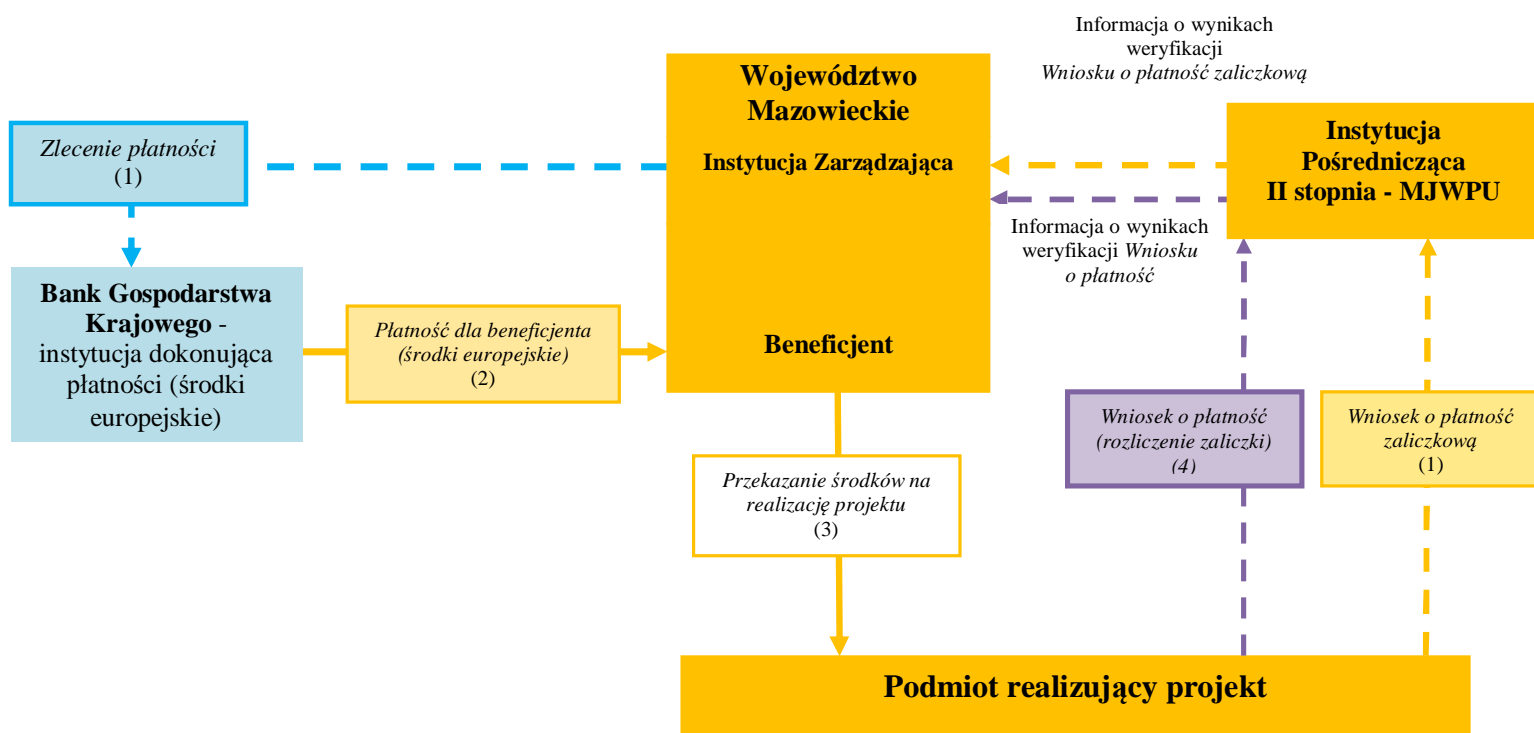 Informacja o wynikach
weryfikacji
Wniosku o płatność zaliczkową
Województwo
Mazowieckie
Instytucja Zarządzająca
Beneficjent
Zlecenie płatności
(1)
Instytucja
Pośrednicząca
II stopnia - MJWPU
Informacja o wynikach
weryfikacji Wniosku
o płatność
Bank Gospodarstwa
Krajowego -
instytucja dokonująca
płatności (środki
europejskie)
Płatność dla beneficjenta
(środki europejskie)
(2)
Wniosek o płatność
(rozliczenie zaliczki)
(4)
Wniosek o płatność
zaliczkową
(1)
Przekazanie środków na
realizację projektu
(3)
Podmiot realizujący projekt